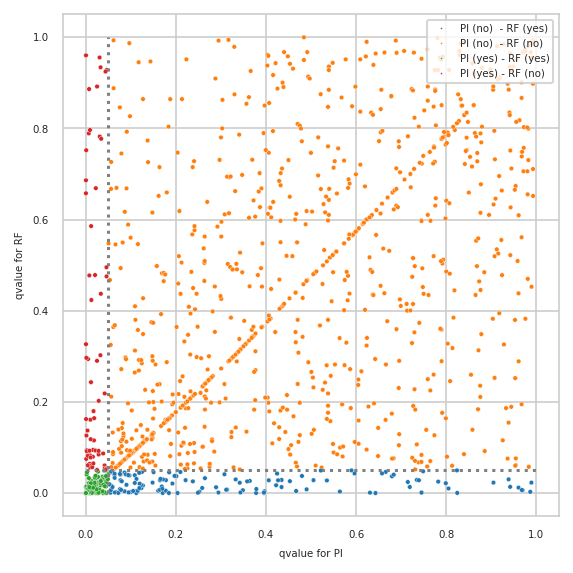 1.0
0.8
0.6
0.4
0.2
0.0
qvalue for RF
PI (no)  - RF (yes)
PI (no)  - RF (no)
PI (yes) - RF (yes)
PI (yes) - RF (no)
0.0 0.2 0.4 0.6 0.8 1.0
qvalue for PI